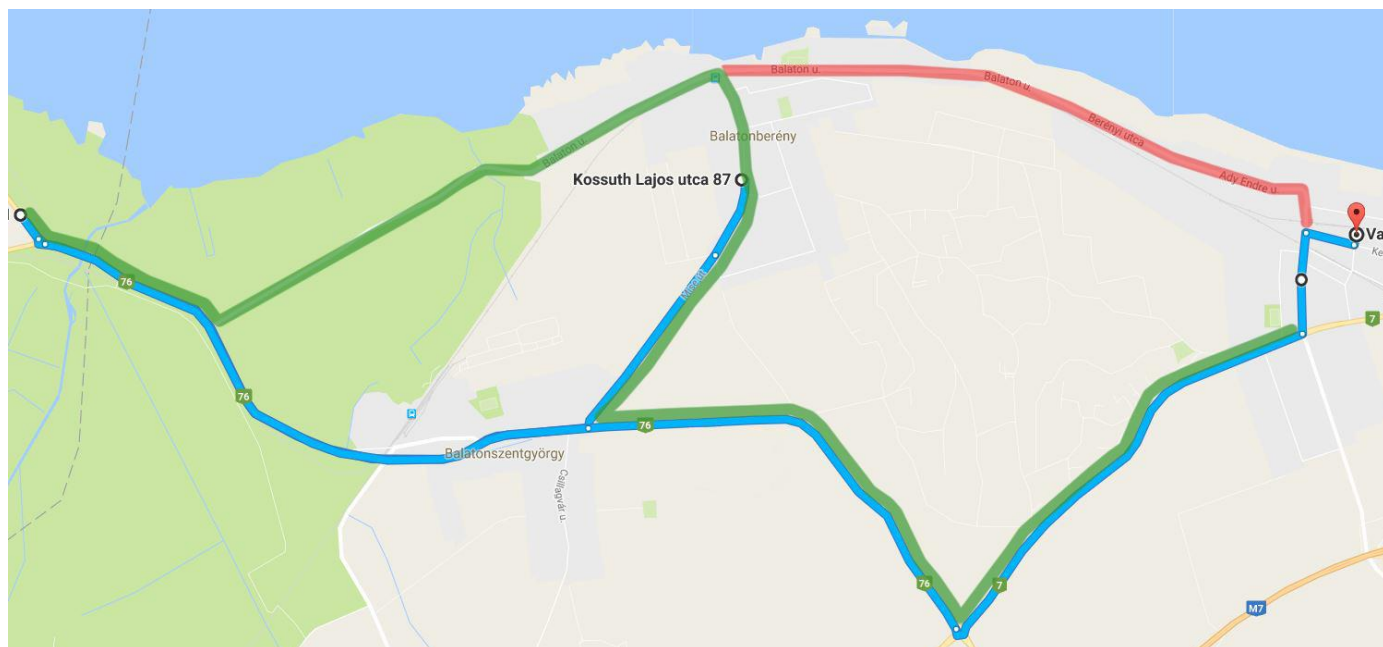 Balaton u.
Balaton u.
Berényi utca
Ady Endre u.
Balatonberény
Balaton u.
Kossuth Lajos utca 87
Va
Ke
76
7
76
76
Balatonszentgyörgy
Csillagvár u.
76
7
M7